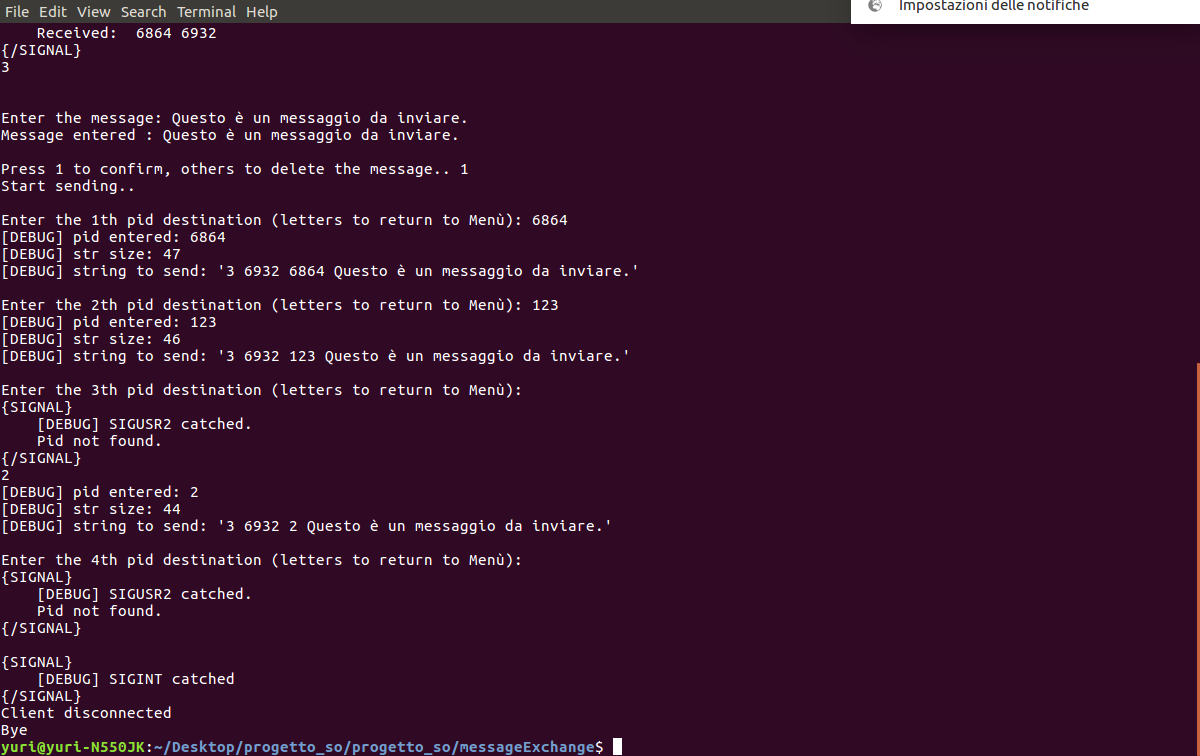 File Edit View Search Terminal Help
Impostazioni delle notifiche
    Received:  6864 6932
{/SIGNAL}
3
Enter the message: Questo è un messaggio da inviare.
Message entered : Questo è un messaggio da inviare.
Press 1 to confirm, others to delete the message.. 1
Start sending..
Enter the 1th pid destination (letters to return to Menù): 6864
[DEBUG] pid entered: 6864
[DEBUG] str size: 47
[DEBUG] string to send: '3 6932 6864 Questo è un messaggio da inviare.'
Enter the 2th pid destination (letters to return to Menù): 123
[DEBUG] pid entered: 123
[DEBUG] str size: 46
[DEBUG] string to send: '3 6932 123 Questo è un messaggio da inviare.'
Enter the 3th pid destination (letters to return to Menù):
{SIGNAL}
    [DEBUG] SIGUSR2 catched.
    Pid not found.
{/SIGNAL}
2
[DEBUG] pid entered: 2
[DEBUG] str size: 44
[DEBUG] string to send: '3 6932 2 Questo è un messaggio da inviare.'
Enter the 4th pid destination (letters to return to Menù):
{SIGNAL}
    [DEBUG] SIGUSR2 catched.
    Pid not found.
{/SIGNAL}
{SIGNAL}
    [DEBUG] SIGINT catched
{/SIGNAL}
Client disconnected
Bye
yuri@yuri-N550JK:~/Desktop/progetto_so/progetto_so/messageExchange$